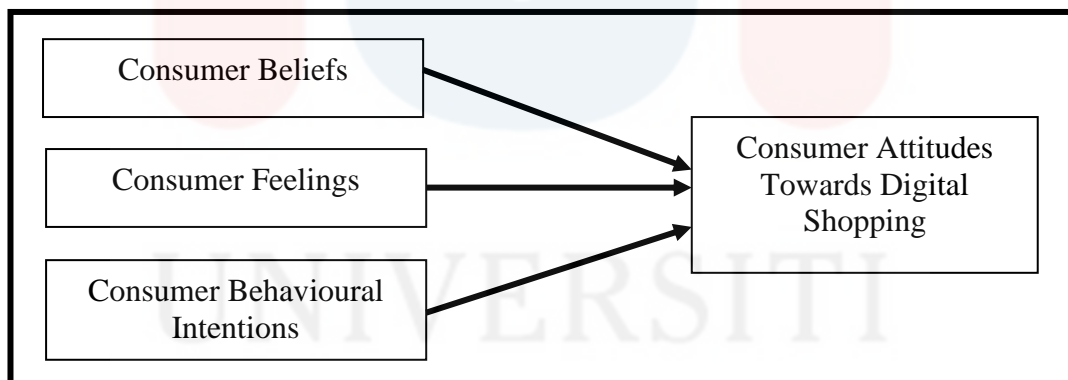 Consumer Beliefs
Consumer Feelings
Consumer Behavioural
Intentions
Consumer Attitudes
Towards Digital
Shopping
UNIVERSITI